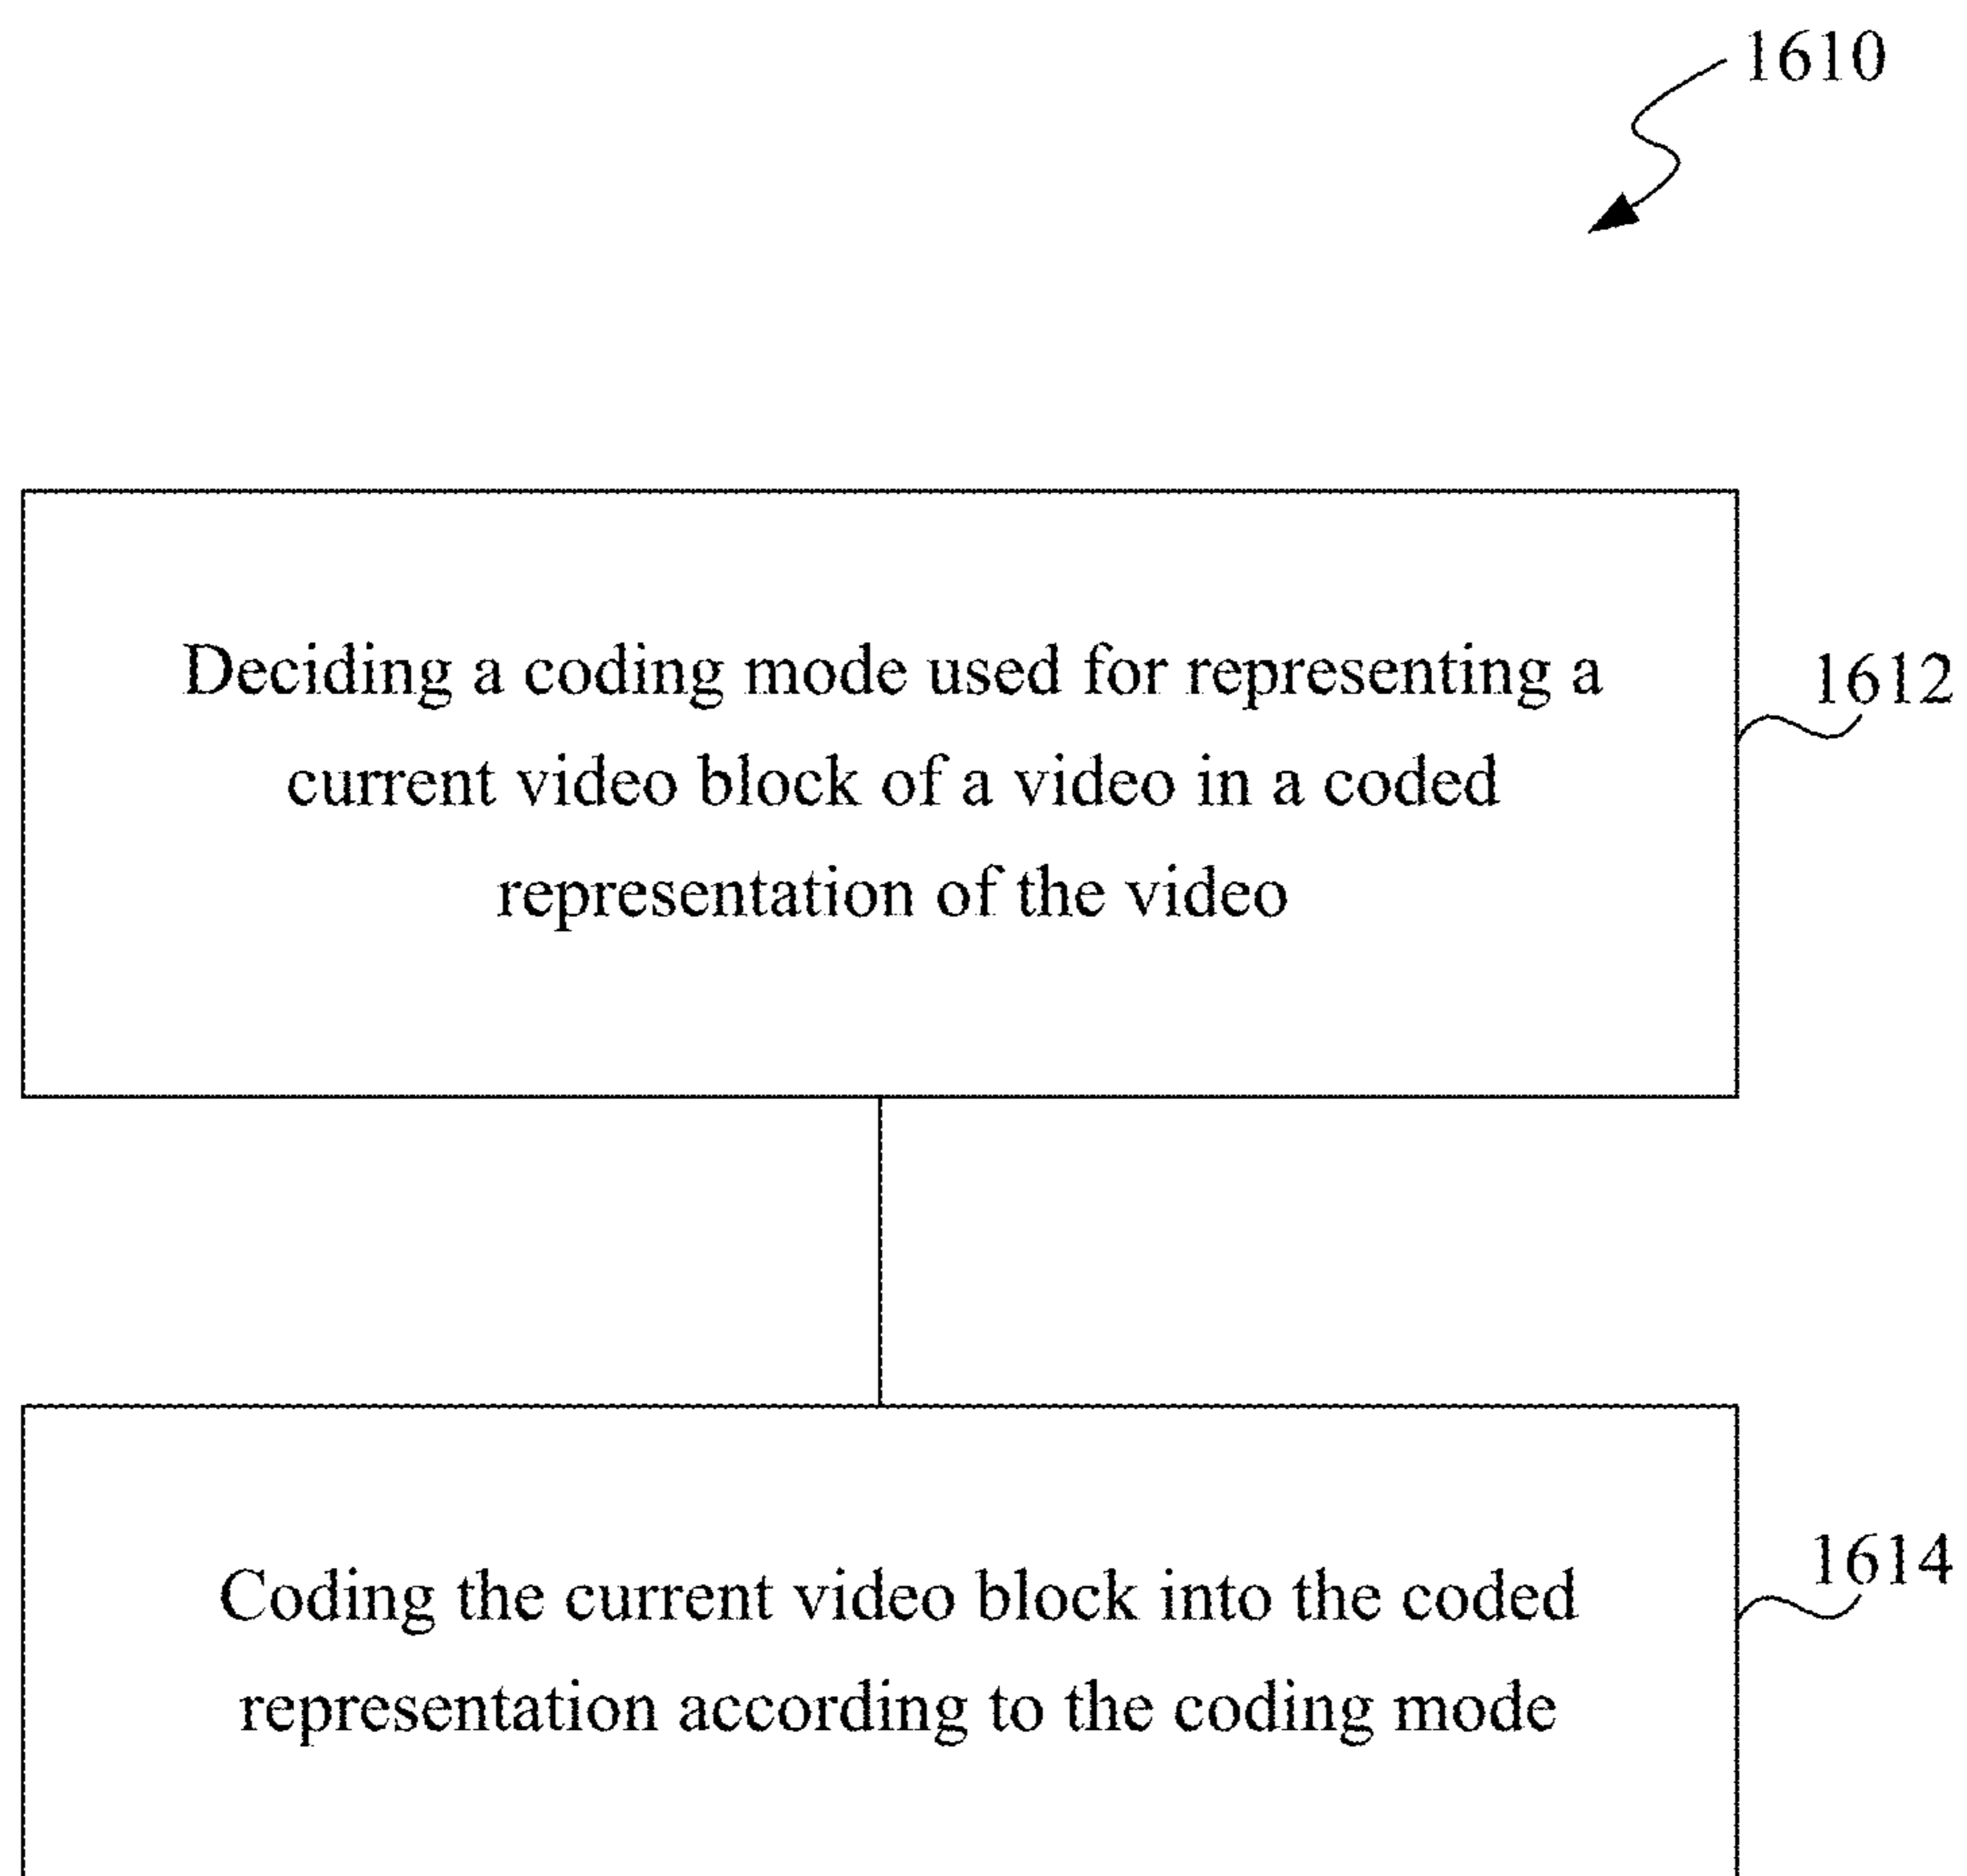 1610
Deciding a coding mode used for representing a
current video block of a video in a coded
representation of the video
1612
Coding the current video block into the coded
representation according to the coding mode
1614